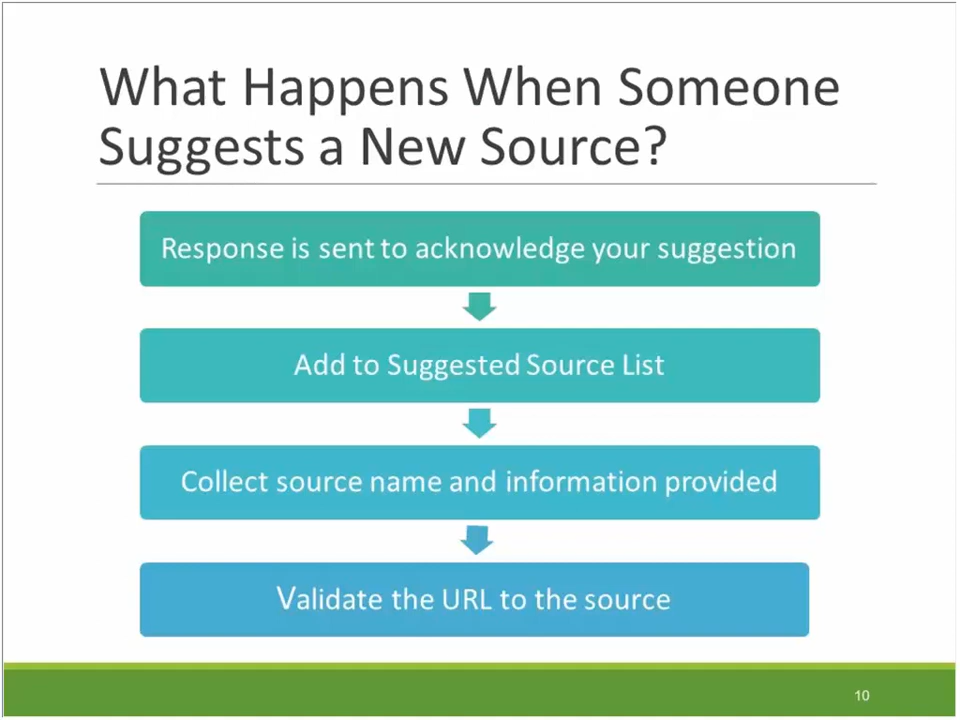 What Happens When Someone
Suggests a New Source?
Response is sent to acknowledge your suggestion
Add to Suggested Source List
Collect source name and information provided
Validate the URL to the source
10